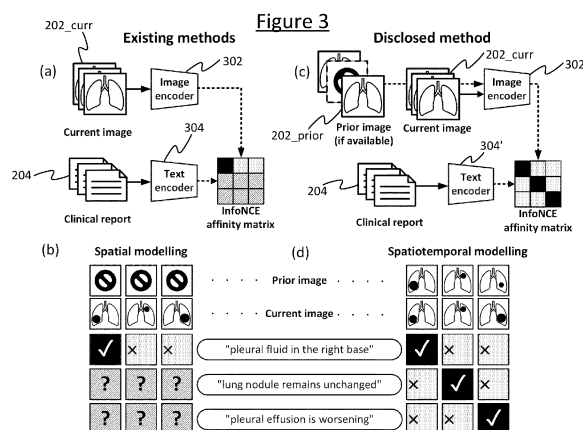 Figure 3
Existing methods
Disclosed method
202_curr
(a)
302
Image
encoder
Current image
304
204
Text
encoder
Clinical report
InfoNCE
affinity matrix
(c)
202_curr
302
Image
encoder
202_prior
Prior image
(if available)
Current image
304'
204
Text
encoder
Clinical report
InfoNCE
affinity matrix
(b)
Spatial modelling
(d)
Spatiotemporal modelling
Prior image
Current image
✓ × × "pleural fluid in the right base" ✓ × ×
? ? ? "lung nodule remains unchanged" × ✓ ×
? ? ? "pleural effusion is worsening" × × ✓